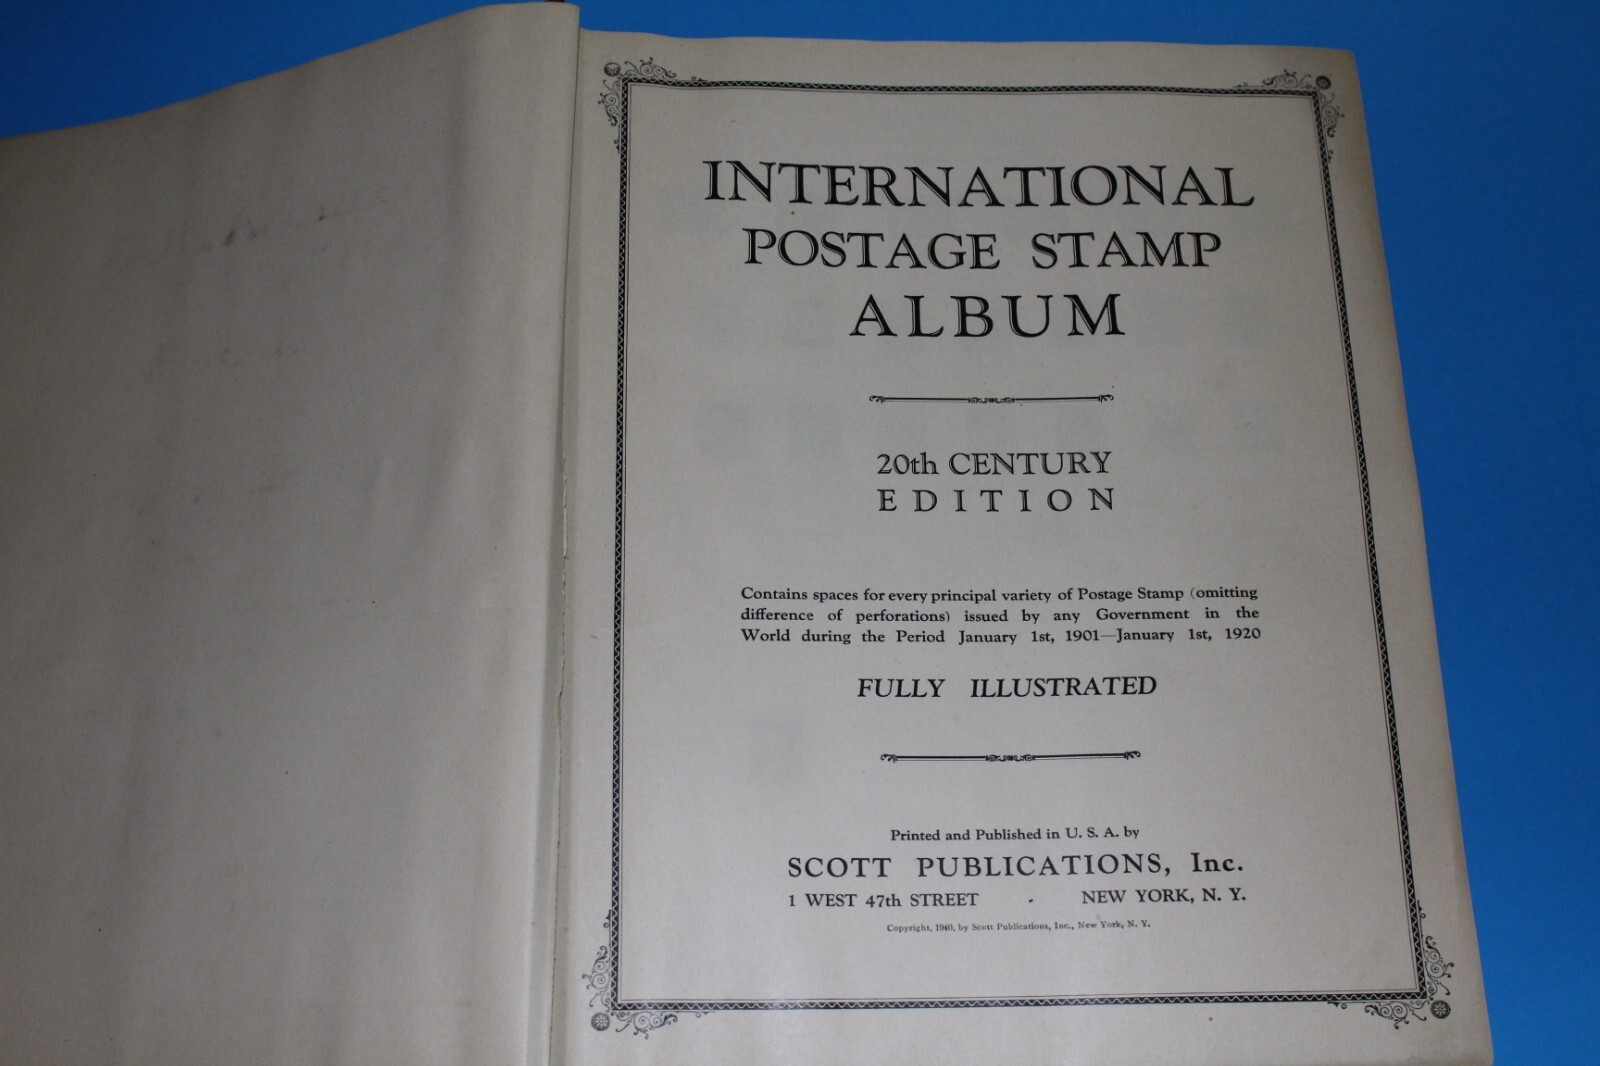 INTERNATIONAL
POSTAGE STAMP
ALBUM
20th CENTURY
EDITION
Contains spaces for every principal variety of Postage Stamp (omitting
difference of perforations) issued by any Government in the
World during the Period January 1st, 1901—January 1st, 1920
FULLY ILLUSTRATED
Printed and Published in U. S. A. by
SCOTT PUBLICATIONS, Inc.
1 WEST 47th STREET - NEW YORK, N. Y.
Copyright, 1940, by Scott Publications, Inc., New York, N. Y.